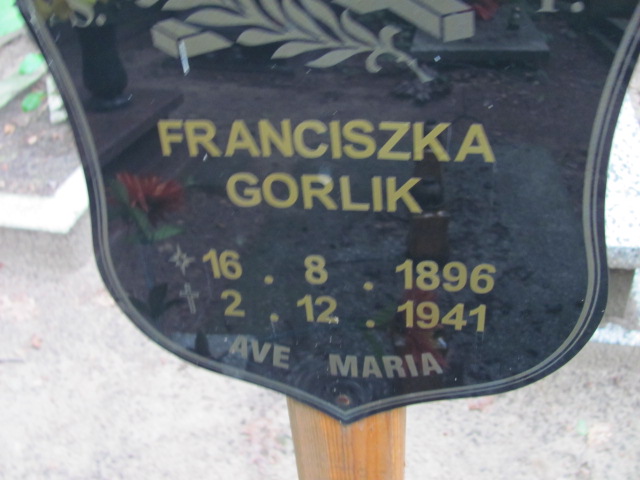 Ś. P.
FRANCISZKA
GORLIK
16 . 8 . 1896
2 . 12 . 1941
AVE MARIA